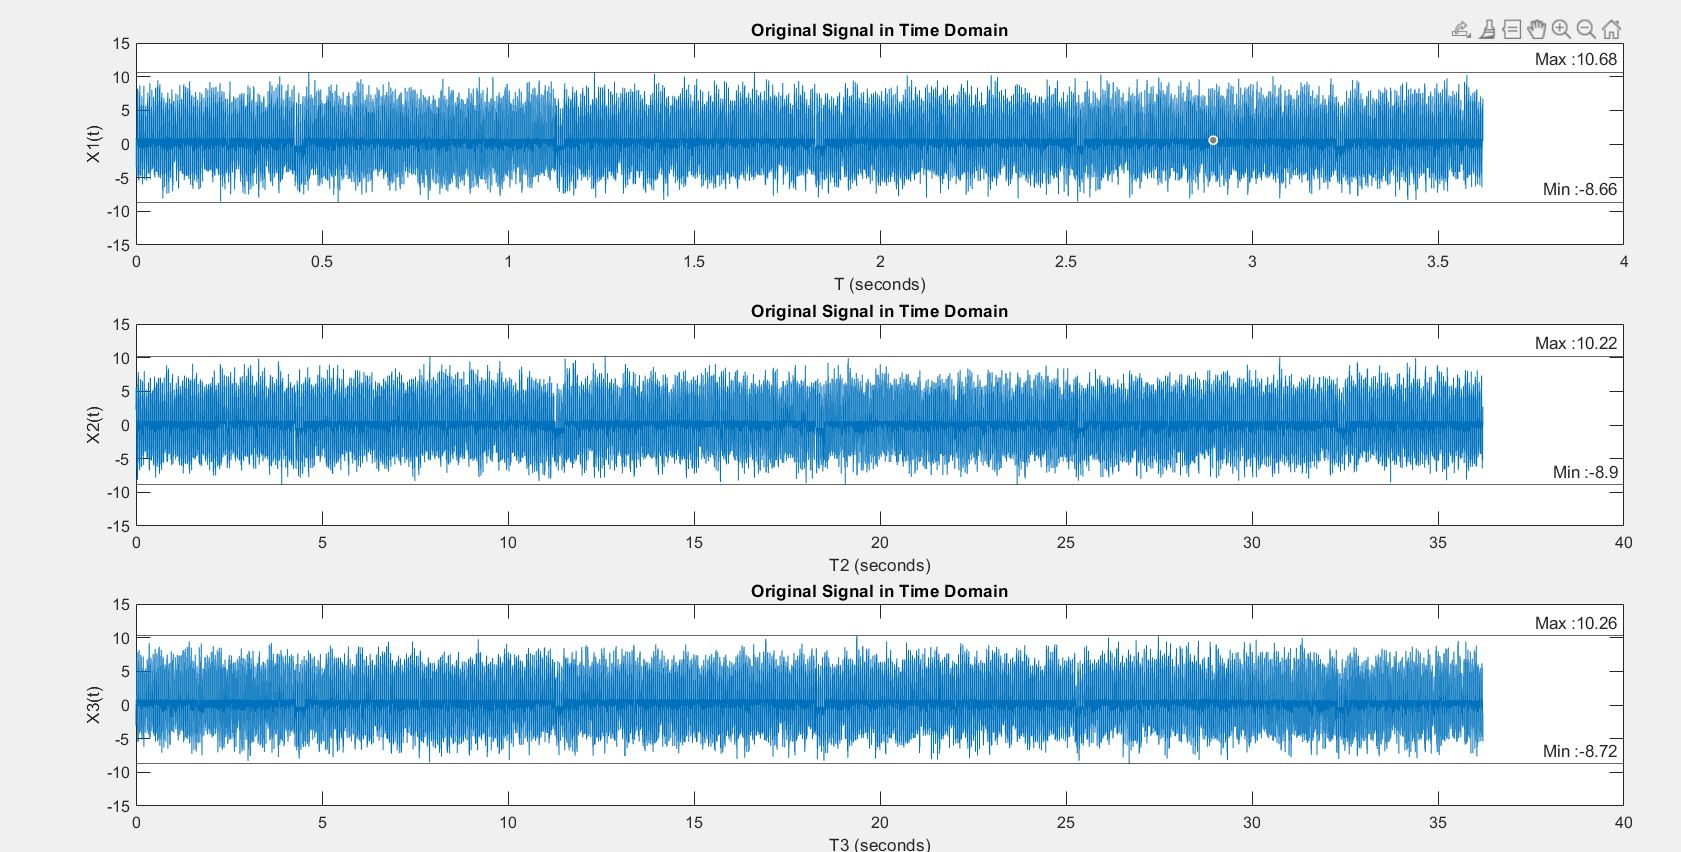 Original Signal in Time Domain
15
10
5
0
-5
-10
-15
X1(t)
Max :10.68
Min :-8.66
0 0.5 1 1.5 2 2.5 3 3.5 4
T (seconds)
Original Signal in Time Domain
15
10
5
0
-5
-10
-15
X2(t)
Max :10.22
Min :-8.9
0 5 10 15 20 25 30 35 40
T2 (seconds)
Original Signal in Time Domain
15
10
5
0
-5
-10
-15
X3(t)
Max :10.26
Min :-8.72
0 5 10 15 20 25 30 35 40
T3 (seconds)